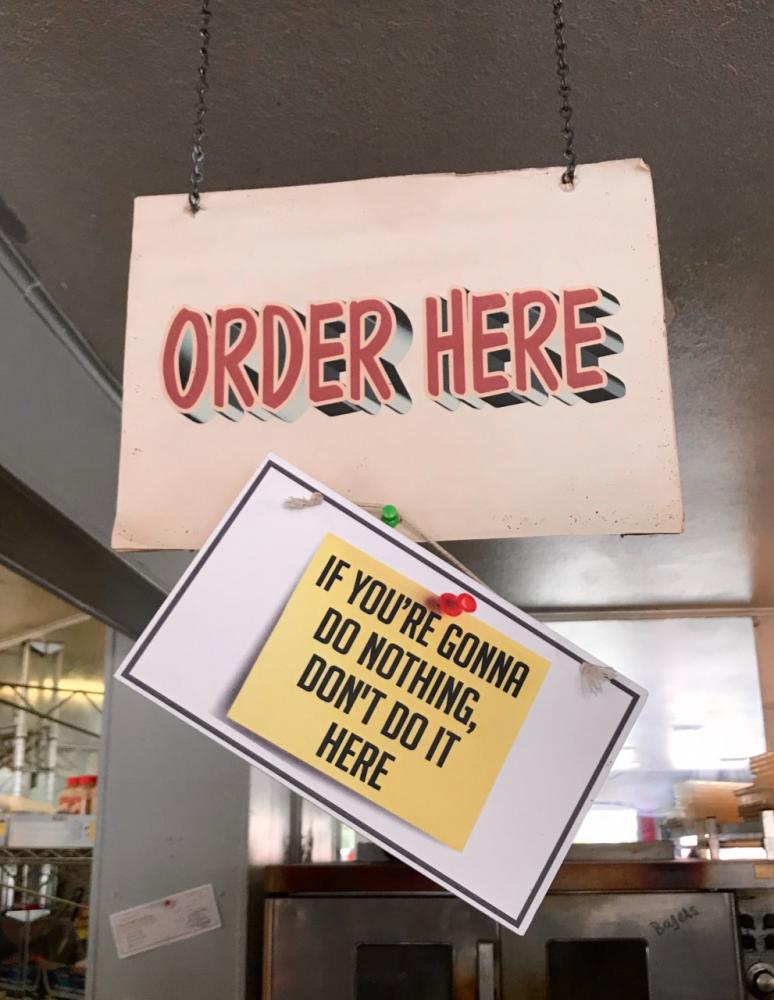 ORDER HERE
IF YOU'RE GONNA
DO NOTHING,
DON'T DO IT
HERE
Bagels